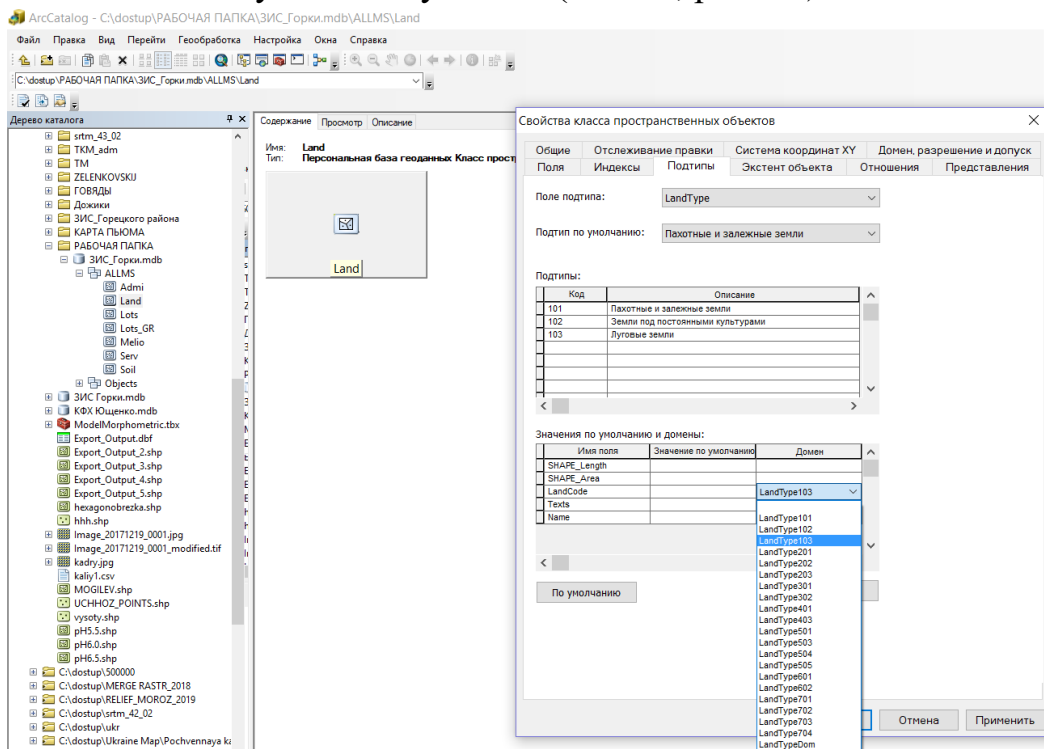 ArcCatalog - C:\dostup\РАБОЧАЯ ПАПКА\ЗИС_Горки.mdb\ALLMS\Land
Файл Правка Вид Перейти Геообработка Настройка Окна Справка
C:\dostup\РАБОЧАЯ ПАПКА\ЗИС_Горки.mdb\ALLMS\Land
Дерево каталога
srtm_43_02
TKM_adm
TM
ZELENKOVSKIJ
ГОВЯДЫ
Дожики
ЗИС_Горецкого района
КАРТА ПЬЮМА
РАБОЧАЯ ПАПКА
ЗИС_Горки.mdb
ALLMS
Admi
Land
Lots
Lots_GR
Melio
Serv
Soil
Objects
ЗИС Горки.mdb
КФХ Ющенко.mdb
ModelMorphometric.tbx
Export_Output.dbf
Export_Output_2.shp
Export_Output_3.shp
Export_Output_4.shp
Export_Output_5.shp
hexagonobrezka.shp
hhh.shp
Image_20171219_0001.jpg
Image_20171219_0001_modified.tif
kadry.jpg
kaliy1.csv
MOGILEV.shp
UCHHOZ_POINTS.shp
vysoty.shp
pH5.5.shp
pH6.0.shp
pH6.5.shp
C:\dostup\500000
C:\dostup\MERGE RASTR_2018
C:\dostup\RELIEF_MOROZ_2019
C:\dostup\srtm_42_02
C:\dostup\ukr
C:\dostup\Ukraine Map\Pochvennaya ka
Содержание Просмотр Описание
Имя: Land
Тип: Персональная база геоданных Класс прост
Land
Свойства класса пространственных объектов
Общие Отслеживание правки Система координат XY Домен, разрешение и допуск
Поля Индексы Подтипы Экстент объекта Отношения Представления
Поле подтипа: LandType
Подтип по умолчанию: Пахотные и залежные земли
Подтипы:
Код Описание
101 Пахотные и залежные земли
102 Земли под постоянными культурами
103 Луговые земли
Значения по умолчанию и домены:
Имя поля Значение по умолчанию Домен
SHAPE_Length
SHAPE_Area
LandCode LandType103
Texts
Name
LandType101
LandType102
LandType103
LandType201
LandType202
LandType203
LandType301
LandType302
LandType401
LandType403
LandType501
LandType503
LandType504
LandType505
LandType601
LandType602
LandType701
LandType702
LandType703
LandType704
LandTypeDom
По умолчанию
Отмена Применить